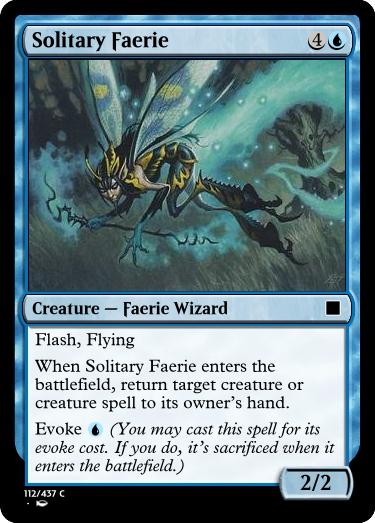 Solitary Faerie 4
Creature — Faerie Wizard
Flash, Flying
When Solitary Faerie enters the
battlefield, return target creature or
creature spell to its owner's hand.
Evoke (You may cast this spell for its
evoke cost. If you do, it's sacrificed when it
enters the battlefield.)
2/2
112/437 C